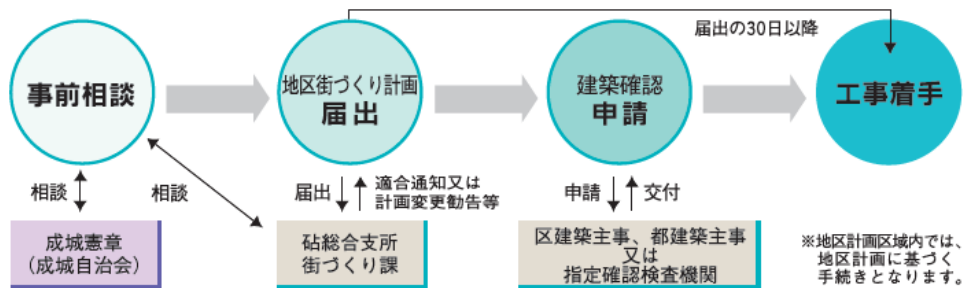 届出の30日以降
事前相談
地区街づくり計画
届出
建築確認
申請
工事着手
相談
相談
届出
適合通知又は
計画変更勧告等
申請
交付
成城憲章
（成城自治会）
砧総合支所
街づくり課
区建築主事、都建築主事
又は
指定確認検査機関
※地区計画区域内では、
地区計画に基づく
手続きとなります。